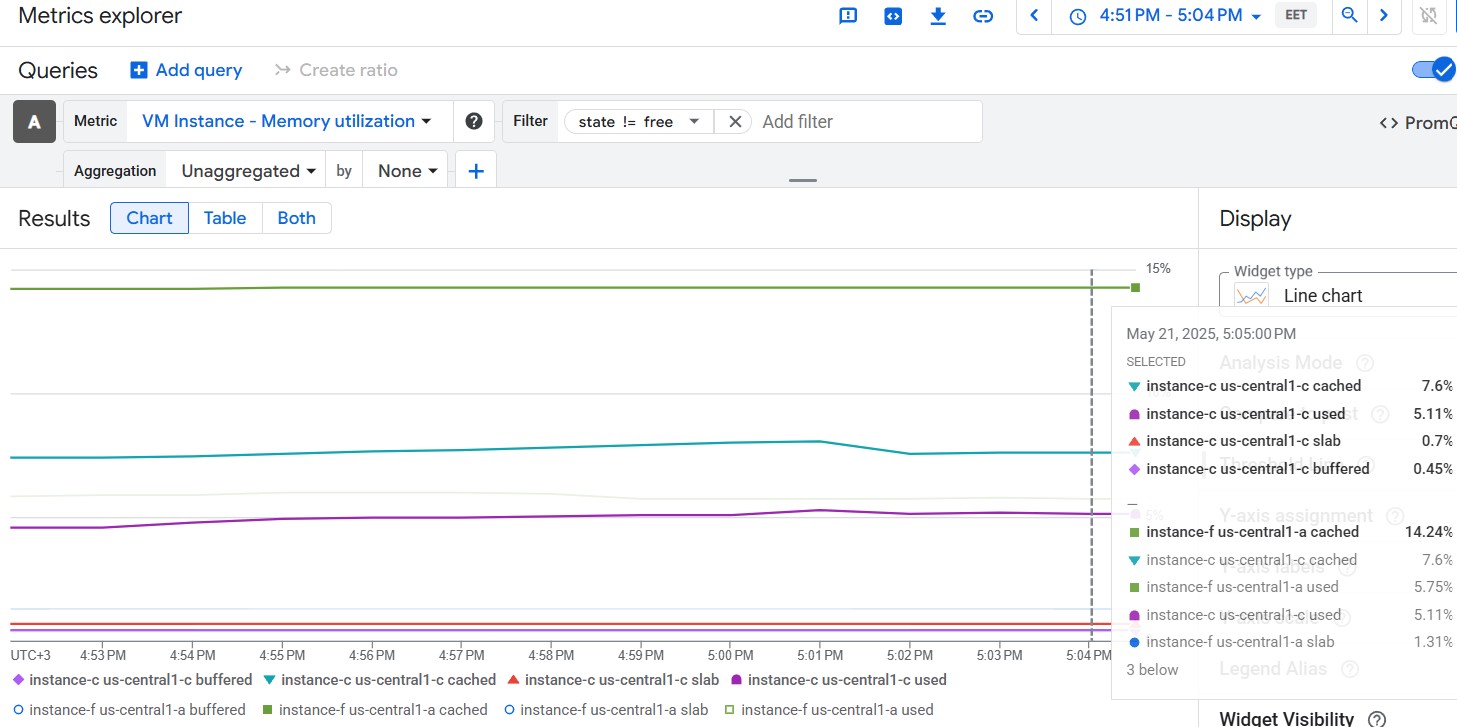 Metrics explorer
4:51 PM - 5:04 PM EET
Queries Add query Create ratio
A Metric VM Instance - Memory utilization Filter state != free Add filter
Aggregation Unaggregated by None
Results Chart Table Both Display
Widget type
Line chart
15%
May 21, 2025, 5:05:00 PM
SELECTED
Analysis Mode
instance-c us-central1-c cached 7.6%
instance-c us-central1-c used 5.11%
instance-c us-central1-c slab 0.7%
instance-c us-central1-c buffered 0.45%
5%
Y-axis assignment
instance-f us-central1-a cached 14.24%
instance-c us-central1-c cached 7.6%
Y-axis labels
instance-f us-central1-a used 5.75%
instance-c us-central1-c used 5.11%
instance-f us-central1-a slab 1.31%
3 below
Legend Alias
UTC+3 4:53 PM 4:54 PM 4:55 PM 4:56 PM 4:57 PM 4:58 PM 4:59 PM 5:00 PM 5:01 PM 5:02 PM 5:03 PM 5:04 PM
instance-c us-central1-c buffered instance-c us-central1-c cached instance-c us-central1-c slab instance-c us-central1-c used
instance-f us-central1-a buffered instance-f us-central1-a cached instance-f us-central1-a slab instance-f us-central1-a used
Widget Visibility